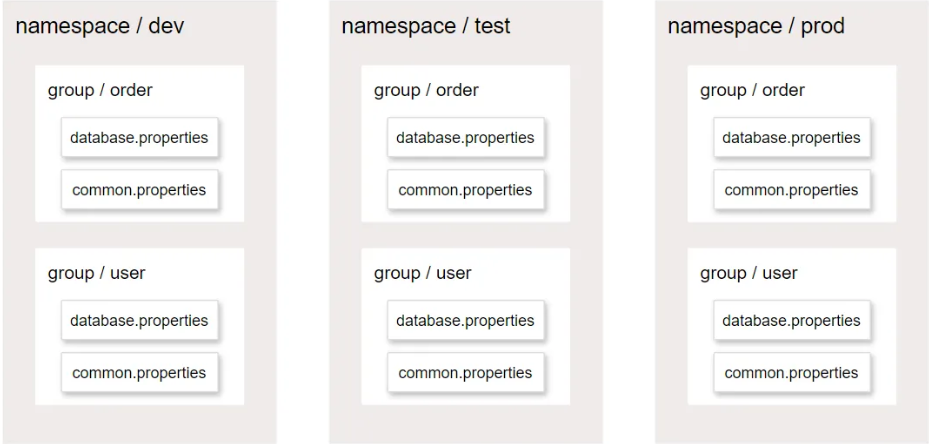 namespace / dev
group / order
database.properties
common.properties
group / user
database.properties
common.properties
namespace / test
group / order
database.properties
common.properties
group / user
database.properties
common.properties
namespace / prod
group / order
database.properties
common.properties
group / user
database.properties
common.properties